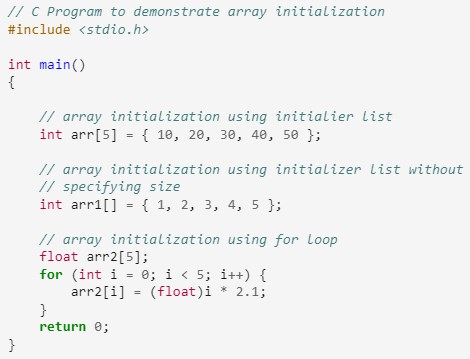 // C Program to demonstrate array initialization
#include <stdio.h>
int main()
{
// array initialization using initialier list
int arr[5] = { 10, 20, 30, 40, 50 };
// array initialization using initializer list without
// specifying size
int arr1[] = { 1, 2, 3, 4, 5 };
// array initialization using for loop
float arr2[5];
for (int i = 0; i < 5; i++) {
arr2[i] = (float)i * 2.1;
}
return 0;
}